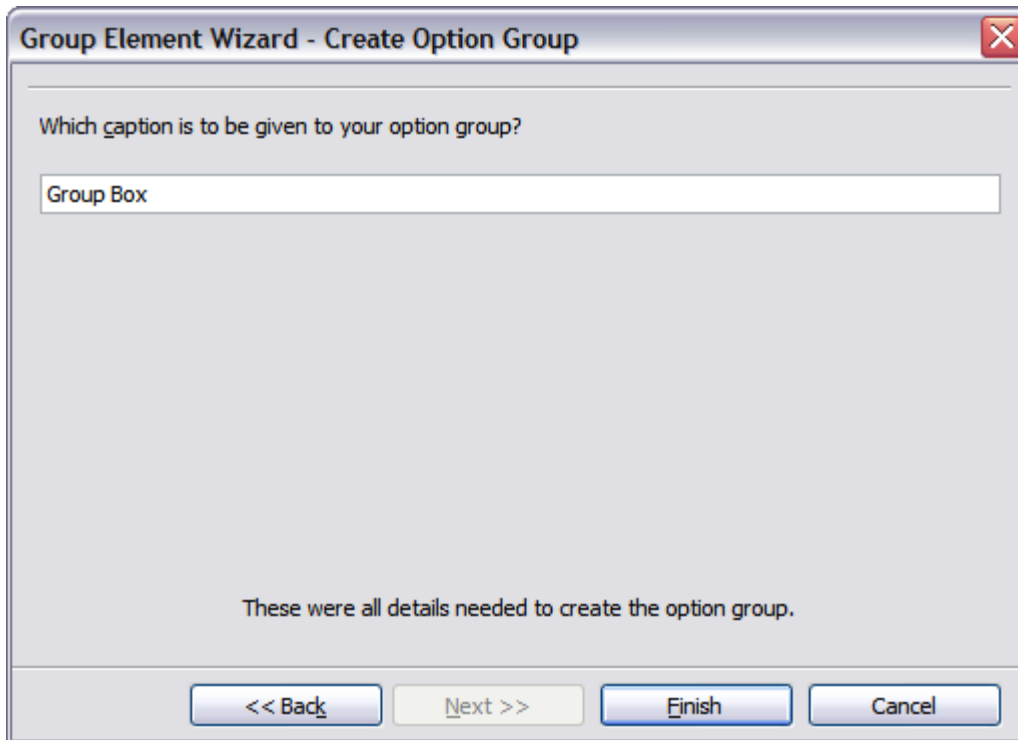 Group Element Wizard - Create Option Group
Which caption is to be given to your option group?
Group Box
These were all details needed to create the option group.
<< Back Next >> Finish Cancel